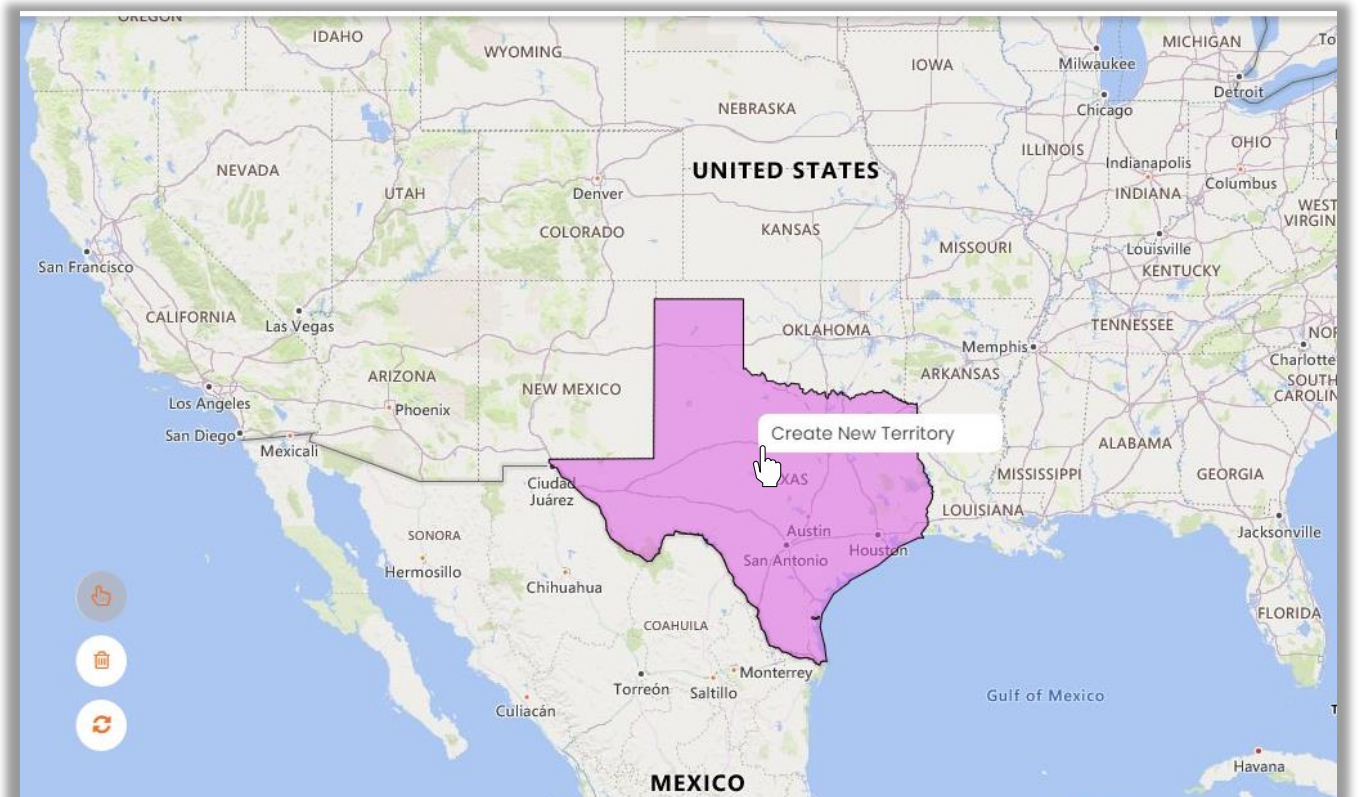 OREGON
IDAHO
WYOMING
IOWA
Milwaukee
MICHIGAN
Detroit
Chicago
NEBRASKA
NEVADA
UTAH
Denver
UNITED STATES
ILLINOIS
Indianapolis
INDIANA
OHIO
Columbus
WEST
COLORADO
KANSAS
MISSOURI
Louisville
KENTUCKY
San Francisco
CALIFORNIA
Las Vegas
OKLAHOMA
TENNESSEE
Memphis
Charlotte
SOUTH
ARIZONA
NEW MEXICO
ARKANSAS
Los Angeles
Phoenix
San Diego
Mexicali
Create New Territory
ALABAMA
MISSISSIPPI
GEORGIA
Ciudad
Juárez
XAS
LOUISIANA
Austin
San Antonio
Houston
Jacksonville
SONORA
Hermosillo
Chihuahua
COAHUILA
FLORIDA
Monterrey
Torreón
Saltillo
Culiacán
Gulf of Mexico
Havana
MEXICO